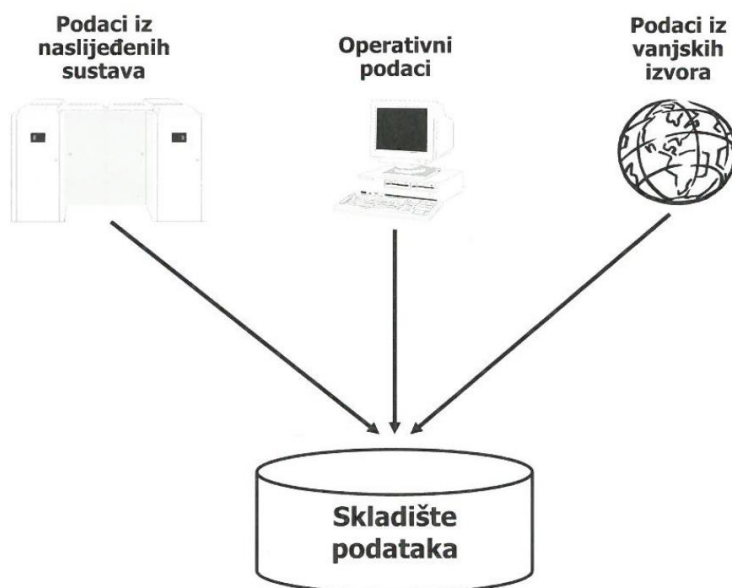 Podaci iz
naslijeđenih
sustava
Operativni
podaci
Podaci iz
vanjskih
izvora
Skladište
podataka